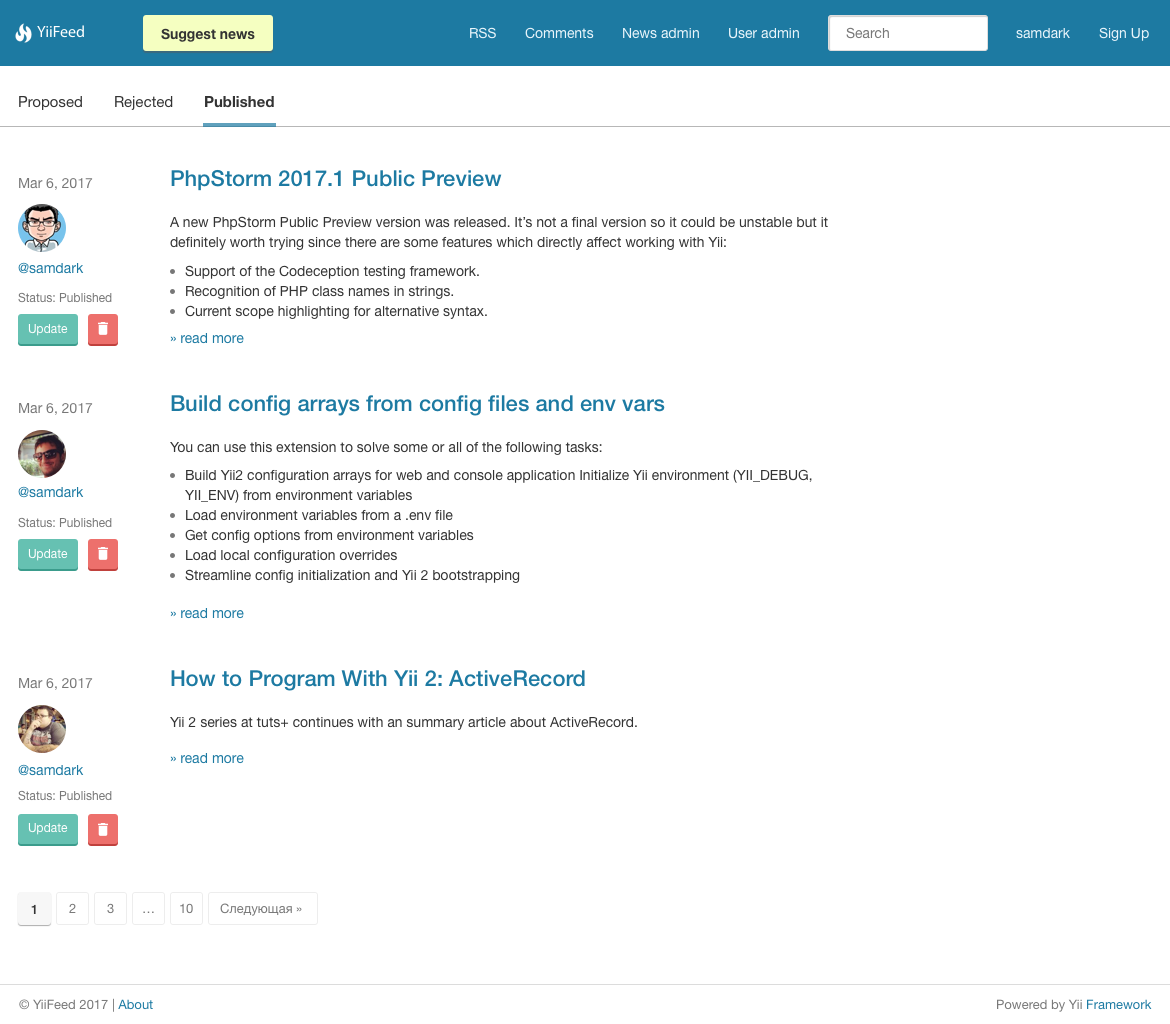 YiiFeed
Suggest news
RSS
Comments
News admin
User admin
Search
samdark
Sign Up
Proposed
Rejected
Published
Mar 6, 2017
@samdark
Status: Published
Update
PhpStorm 2017.1 Public Preview
A new PhpStorm Public Preview version was released. It’s not a final version so it could be unstable but it
definitely worth trying since there are some features which directly affect working with Yii:
Support of the Codeception testing framework.
Recognition of PHP class names in strings.
Current scope highlighting for alternative syntax.
» read more
Mar 6, 2017
@samdark
Status: Published
Update
Build config arrays from config files and env vars
You can use this extension to solve some or all of the following tasks:
Build Yii2 configuration arrays for web and console application Initialize Yii environment (YII_DEBUG,
YII_ENV) from environment variables
Load environment variables from a .env file
Get config options from environment variables
Load local configuration overrides
Streamline config initialization and Yii 2 bootstrapping
» read more
Mar 6, 2017
@samdark
Status: Published
Update
How to Program With Yii 2: ActiveRecord
Yii 2 series at tuts+ continues with an summary article about ActiveRecord.
» read more
1
2
3
...
10
Следующая »
© YiiFeed 2017 | About
Powered by Yii Framework